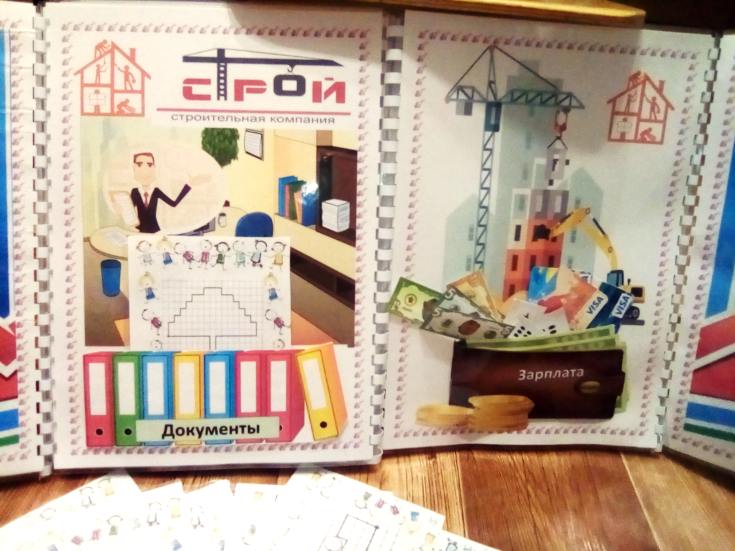 СТРОЙ
строительная компания
Документы
VISA
VISA
Зарплата